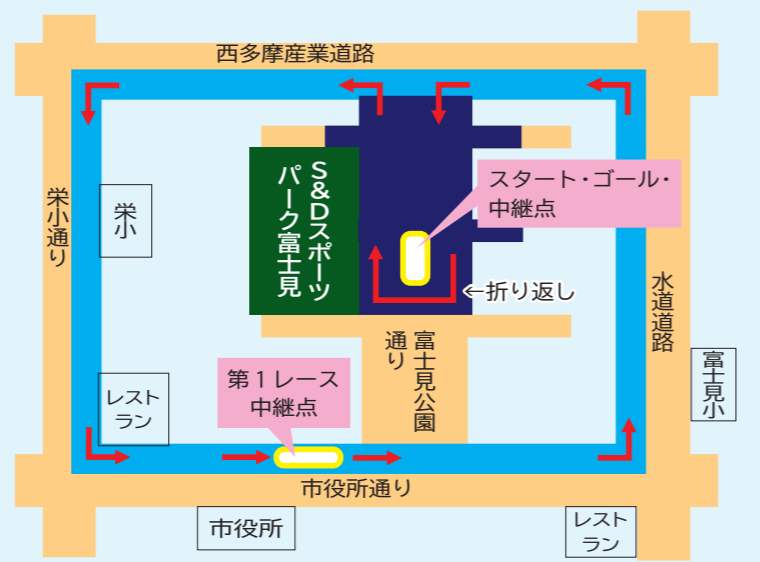 西多摩産業道路
栄小通り
栄
小
S&Dスポーツ
パーク富士見
スタート・ゴール・
中継点
←折り返し
水道道路
富士見公園
通り
富士見小
第1レース
中継点
レスト
ラン
市役所通り
市役所
レスト
ラン